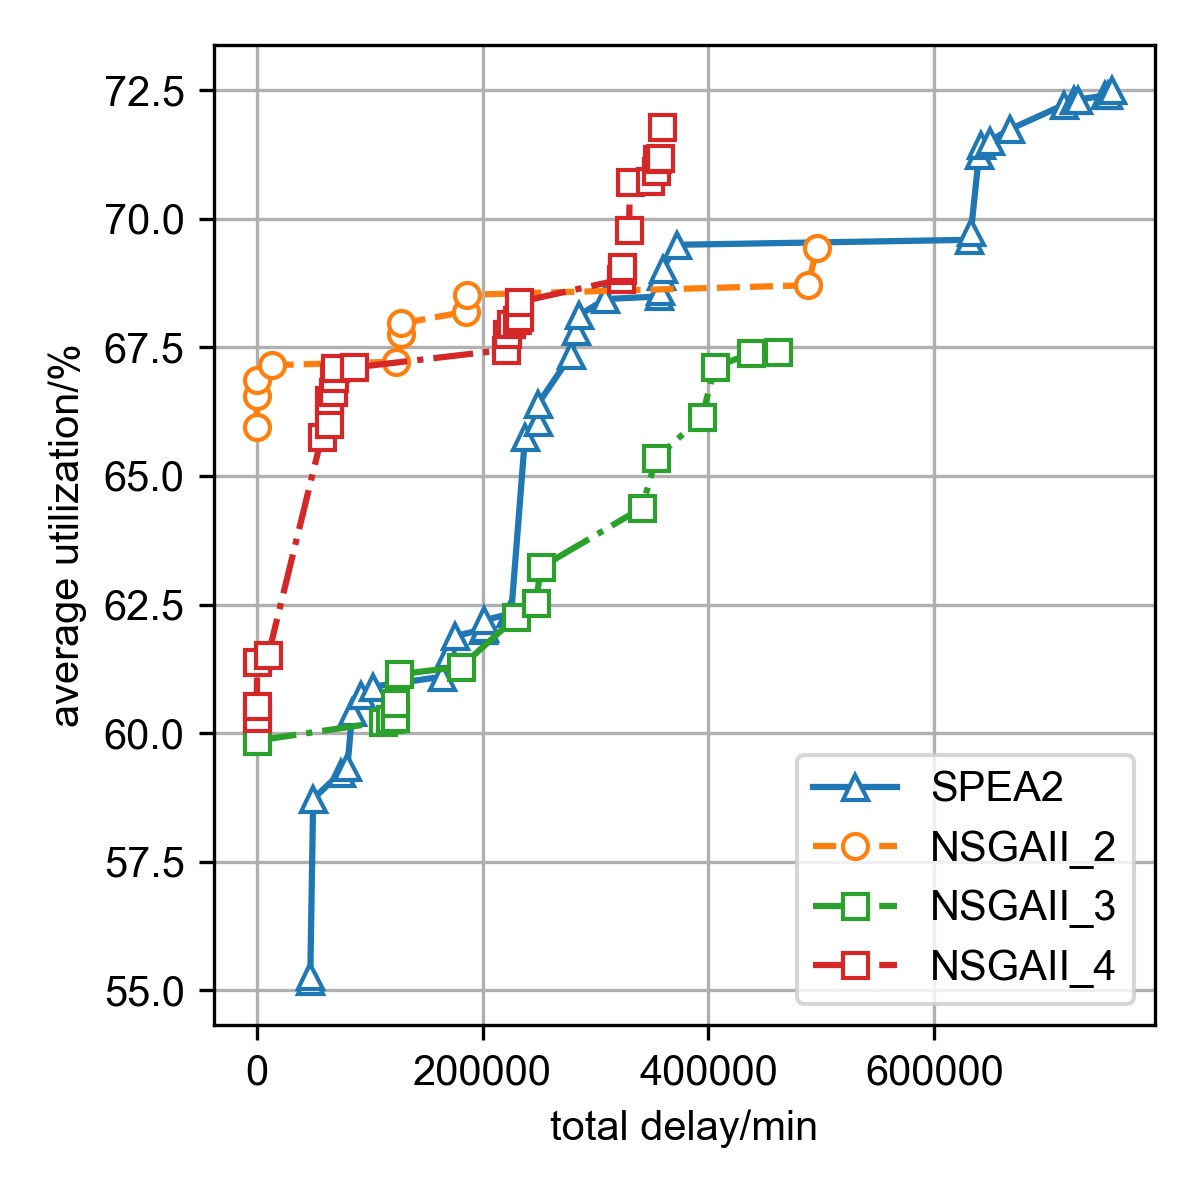 72.5
70.0
67.5
65.0
62.5
60.0
57.5
55.0
average utilization/%
SPEA2
NSGAII_2
NSGAII_3
NSGAII_4
0
200000
400000
600000
total delay/min